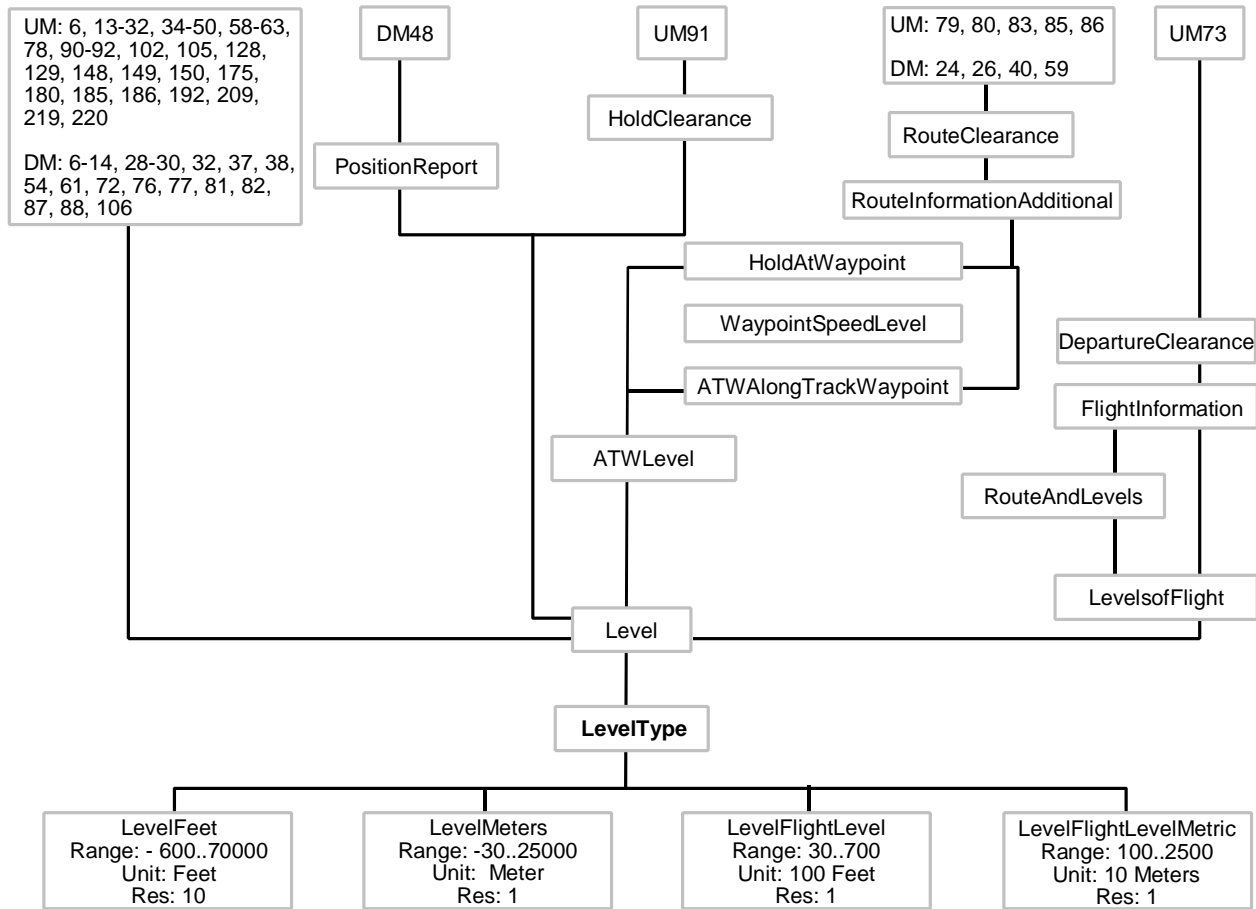 UM: 6, 13-32, 34-50, 58-63,
78, 90-92, 102, 105, 128,
129, 148, 149, 150, 175,
180, 185, 186, 192, 209,
219, 220
DM: 6-14, 28-30, 32, 37, 38,
54, 61, 72, 76, 77, 81, 82,
87, 88, 106
DM48
UM91
UM: 79, 80, 83, 85, 86
DM: 24, 26, 40, 59
UM73
HoldClearance
RouteClearance
PositionReport
RouteInformationAdditional
HoldAtWaypoint
WaypointSpeedLevel
DepartureClearance
ATWAlongTrackWaypoint
FlightInformation
ATWLevel
RouteAndLevels
LevelsofFlight
Level
LevelType
LevelFeet
Range: - 600..70000
Unit: Feet
Res: 10
LevelMeters
Range: -30..25000
Unit:  Meter
Res: 1
LevelFlightLevel
Range: 30..700
Unit: 100 Feet
Res: 1
LevelFlightLevelMetric
Range: 100..2500
Unit: 10 Meters
Res: 1